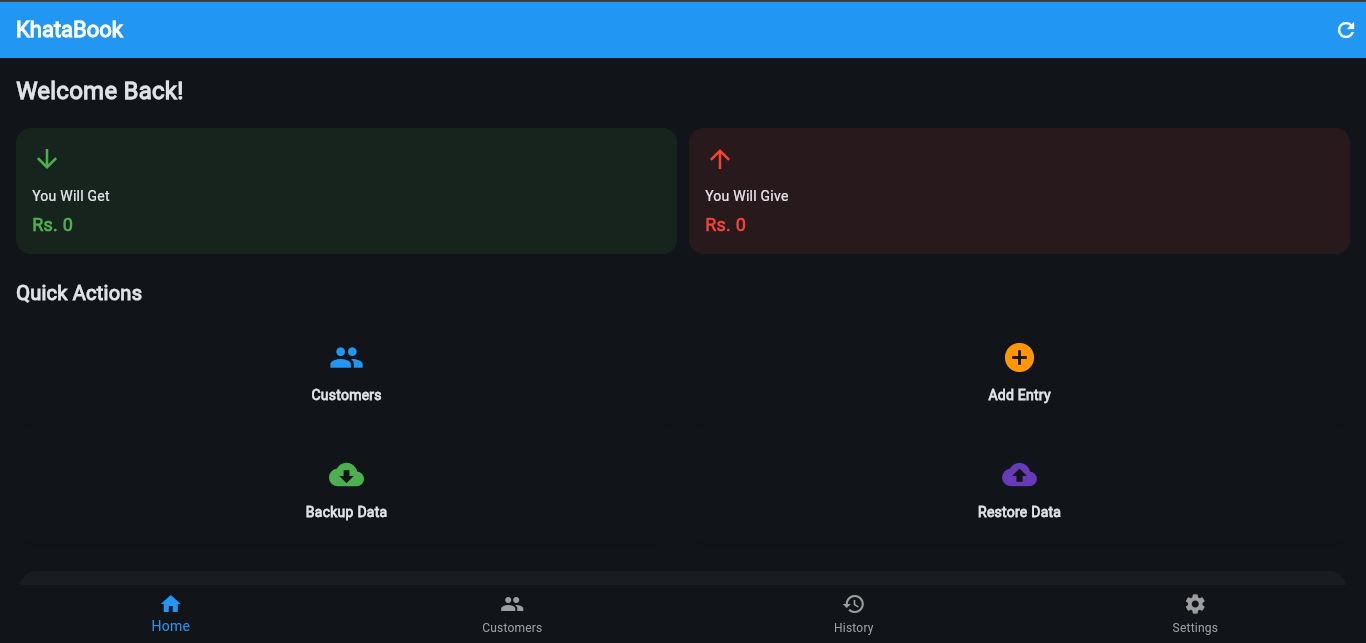 KhataBook
Welcome Back!
You Will Get
Rs. 0
You Will Give
Rs. 0
Quick Actions
Customers
Add Entry
Backup Data
Restore Data
Home
Customers
History
Settings